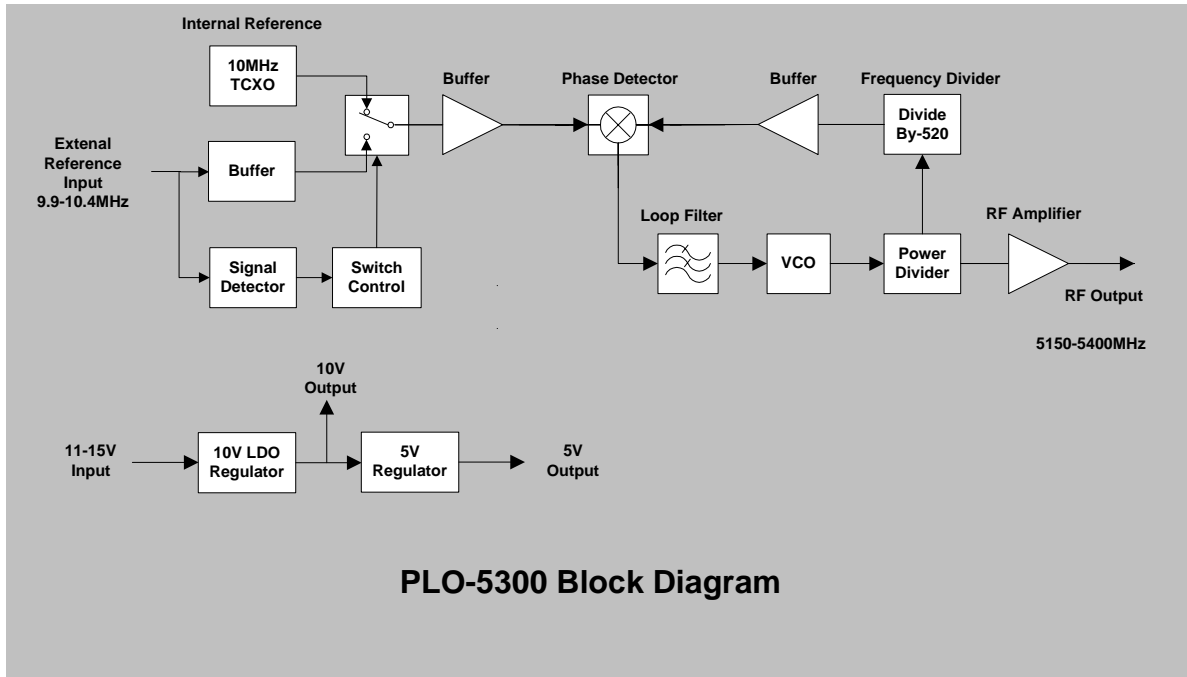 Internal Reference
10MHz
TCXO
Buffer
Phase Detector
Buffer
Frequency Divider
Divide
By-520
Extenal
Reference
Input
9.9-10.4MHz
Buffer
Signal
Detector
Switch
Control
Loop Filter
VCO
Power
Divider
RF Amplifier
RF Output
5150-5400MHz
10V
Output
11-15V
Input
10V LDO
Regulator
5V
Regulator
5V
Output
PLO-5300 Block Diagram